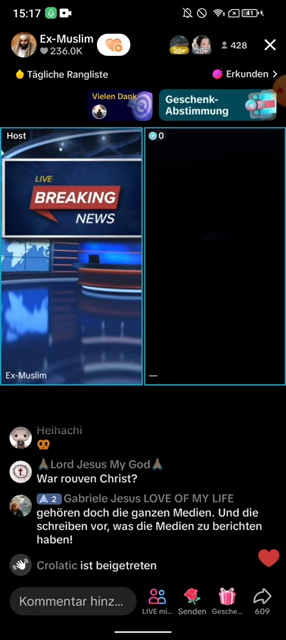 15:17
41
Ex-Muslim
236.0K
20
20
428
Tägliche Rangliste
Erkunden >
Vielen Dank
Geschenk-
Abstimmung
Host
0
LIVE
BREAKING
NEWS
Ex-Muslim
Heihachi
🙏🏽Lord Jesus My God🙏🏽
War rouven Christ?
2 Gabriele Jesus LOVE OF MY LIFE
gehören doch die ganzen Medien. Und die
schreiben vor, was die Medien zu berichten
haben!
Crolatic ist beigetreten
Kommentar hinz...
LIVE mi...
Senden
Gesche...
609